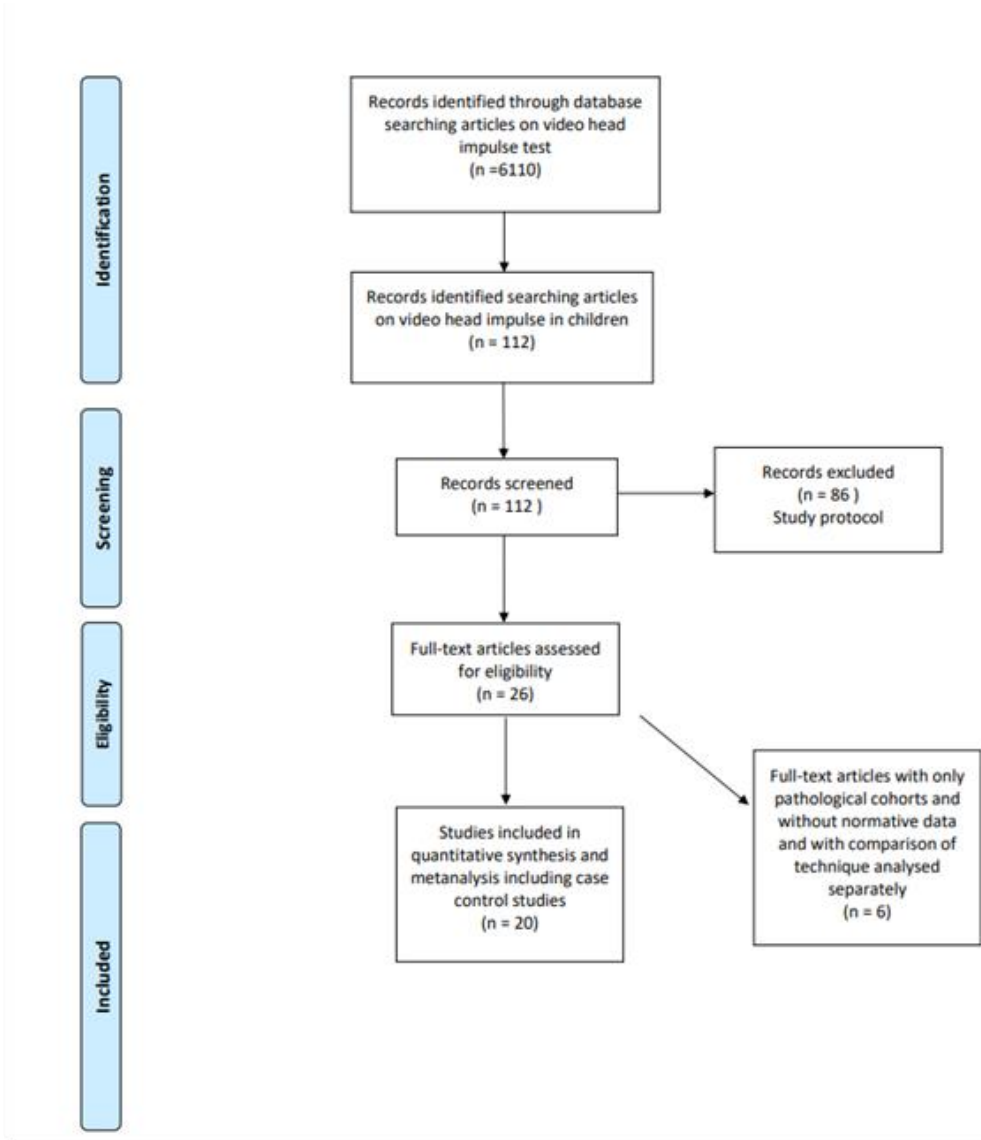 Identification
Records identified through database
searching articles on video head
impulse test
(n =6110)
Records identified searching articles
on video head impulse in children
(n = 112)
Screening
Records screened
(n = 112 )
Records excluded
(n = 86 )
Study protocol
Eligibility
Full-text articles assessed
for eligibility
(n = 26)
Full-text articles with only
pathological cohorts and
without normative data
and with comparison of
technique analysed
separately
(n = 6)
Included
Studies included in
quantitative synthesis and
metanalysis including case
control studies
(n = 20)